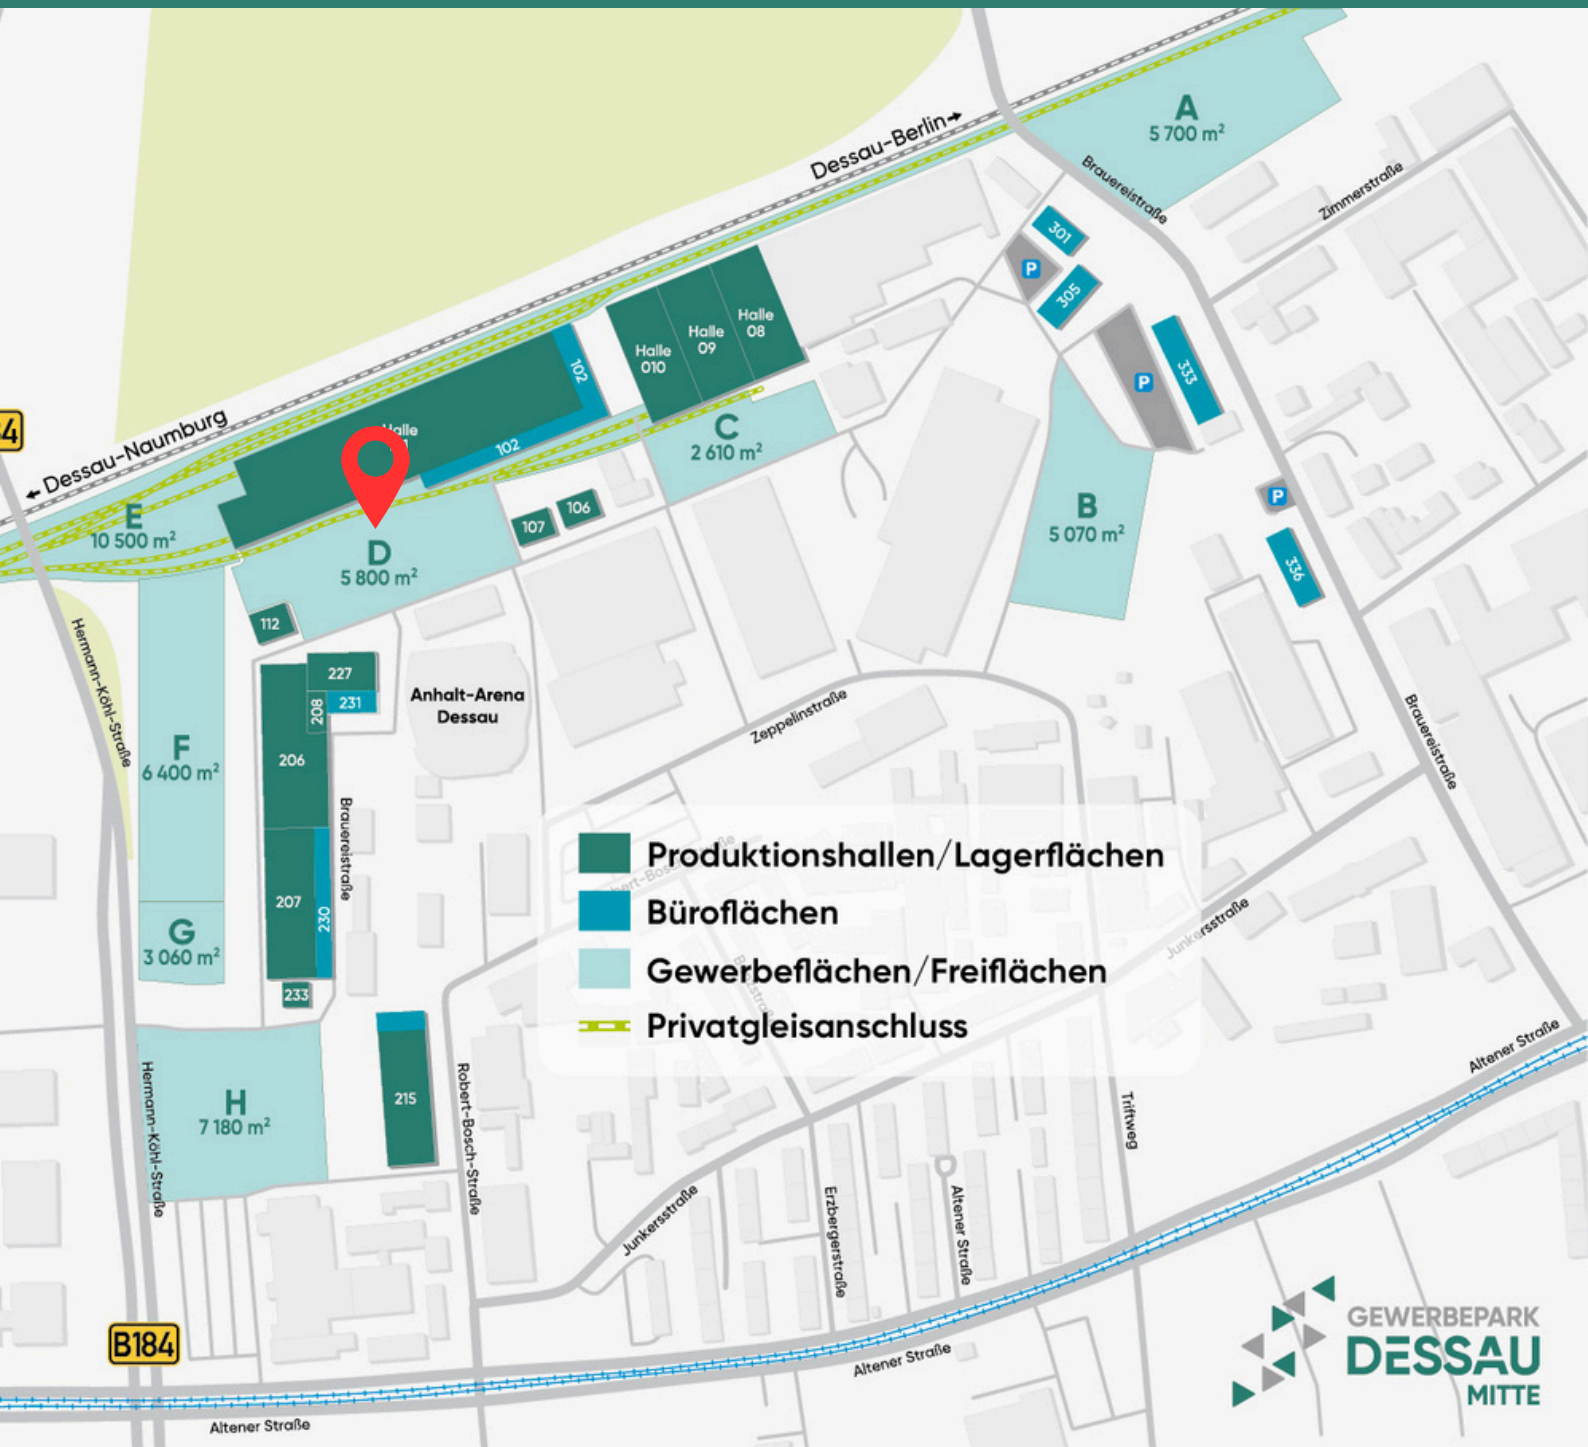 A
5 700 m²
Dessau-Berlin
Brauereistraße
Zimmerstraße
301
P
305
Halle
08
Halle
09
Halle
010
102
333
P
4
Dessau-Naumburg
Halle
102
C
2 610 m²
E
10 500 m²
D
5 800 m²
107
106
B
5 070 m²
P
336
112
Hermann-Köhl-Straße
227
208
231
Anhalt-Arena
Dessau
Zeppelinstraße
Brauereistraße
F
6 400 m²
206
Brauereistraße
Produktionshallen/Lagerflächen
Büroflächen
Gewerbeflächen/Freiflächen
Privatgleisanschluss
207
230
G
3 060 m²
233
Junkersstraße
Altener Straße
Hermann-Köhl-Straße
H
7 180 m²
215
Robert-Bosch-Straße
Triftweg
Junkersstraße
Erzbergerstraße
Altener Straße
B184
Altener Straße
Altener Straße
GEWERBEPARK
DESSAU
MITTE